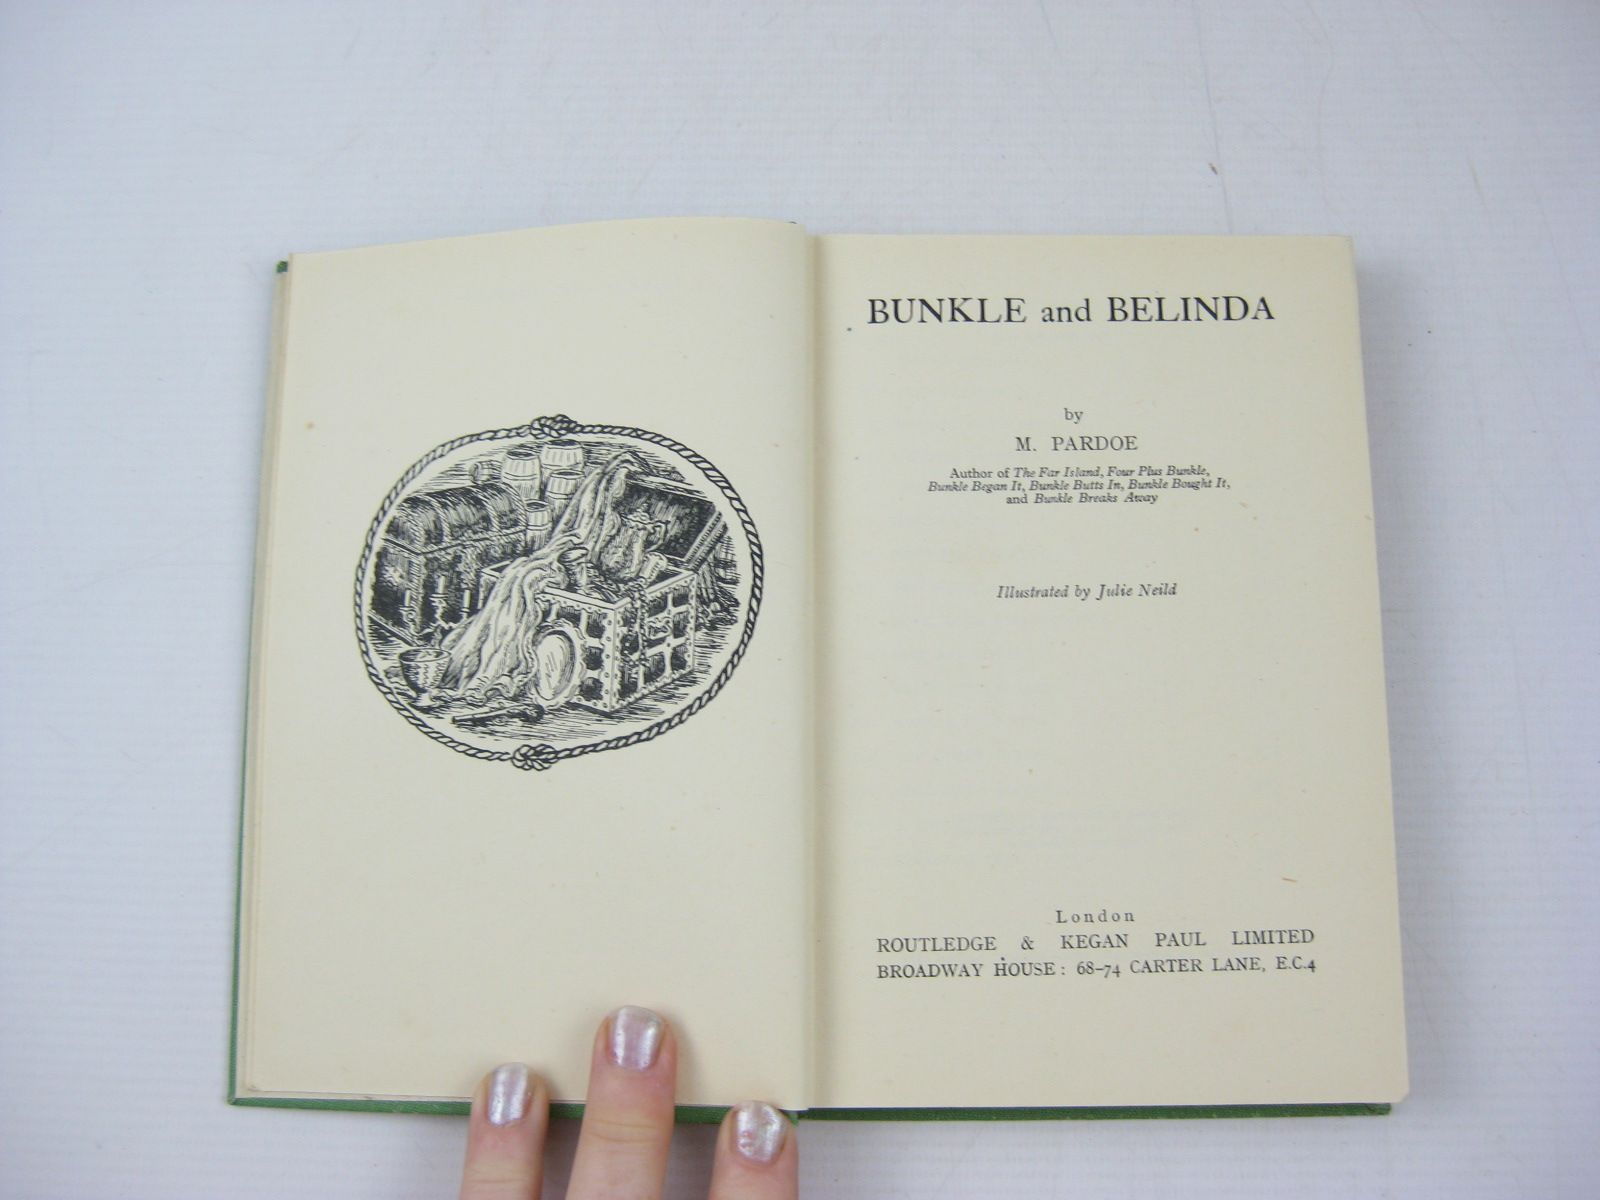 BUNKLE and BELINDA
by
M. PARDOE
Author of The Far Island, Four Plus Bunkle,
Bunkle Began It, Bunkle Butts In, Bunkle Bought It,
and Bunkle Breaks Away
Illustrated by Julie Neild
London
ROUTLEDGE & KEGAN PAUL LIMITED
BROADWAY HOUSE: 68–74 CARTER LANE, E.C.4